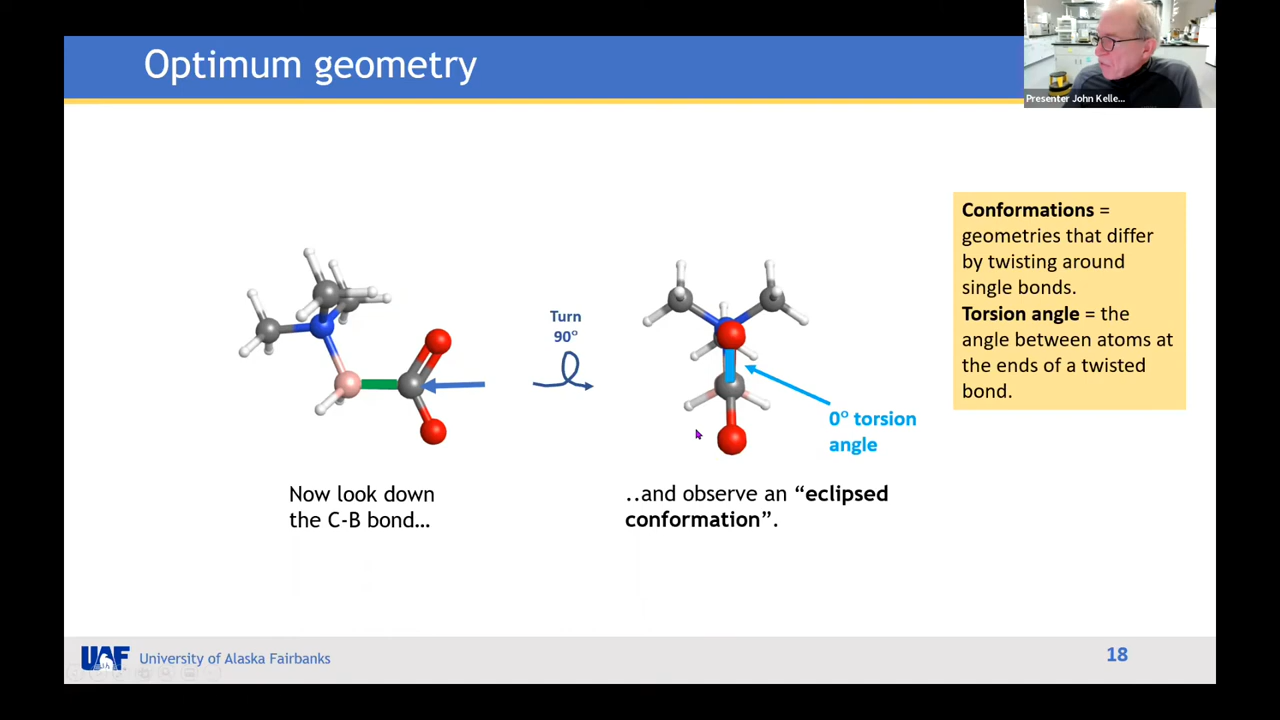 Optimum geometry
Presenter John Kelle...
Conformations =
geometries that differ
by twisting around
single bonds.
Torsion angle = the
angle between atoms at
the ends of a twisted
bond.
Turn
90°
0° torsion
angle
Now look down
the C-B bond…
..and observe an “eclipsed
conformation”.
UAF
University of Alaska Fairbanks
18